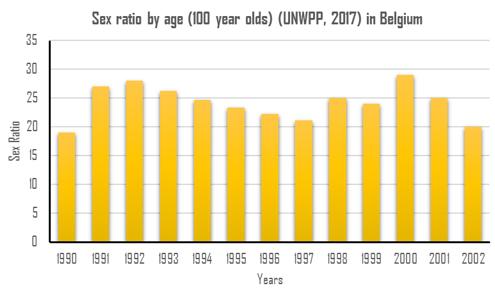 Sex ratio by age (100 year olds) (UNWPP, 2017) in Belgium
35
30
25
20
15
10
5
0
Sex Ratio
1990 1991 1992 1993 1994 1995 1996 1997 1998 1999 2000 2001 2002
Years